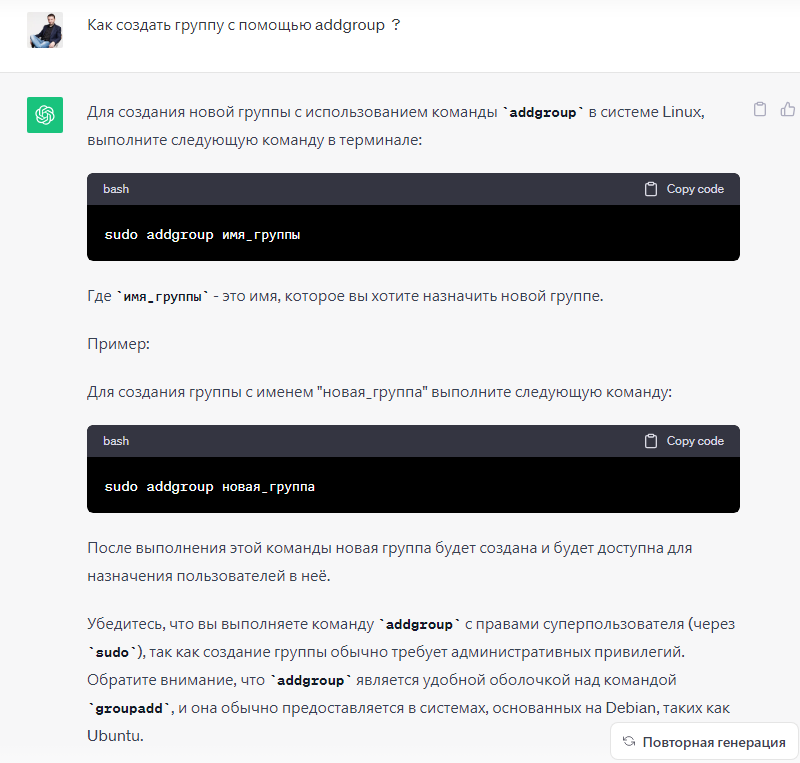 Как создать группу с помощью addgroup ?
Для создания новой группы с использованием команды `addgroup` в системе Linux,
выполните следующую команду в терминале:
bash
Copy code
sudo addgroup имя_группы
Где `имя_группы` - это имя, которое вы хотите назначить новой группе.
Пример:
Для создания группы с именем "новая_группа" выполните следующую команду:
bash
Copy code
sudo addgroup новая_группа
После выполнения этой команды новая группа будет создана и будет доступна для
назначения пользователей в неё.
Убедитесь, что вы выполняете команду `addgroup` с правами суперпользователя (через
`sudo`), так как создание группы обычно требует административных привилегий.
Обратите внимание, что `addgroup` является удобной оболочкой над командой
`groupadd`, и она обычно предоставляется в системах, основанных на Debian, таких как
Ubuntu.
Повторная генерация